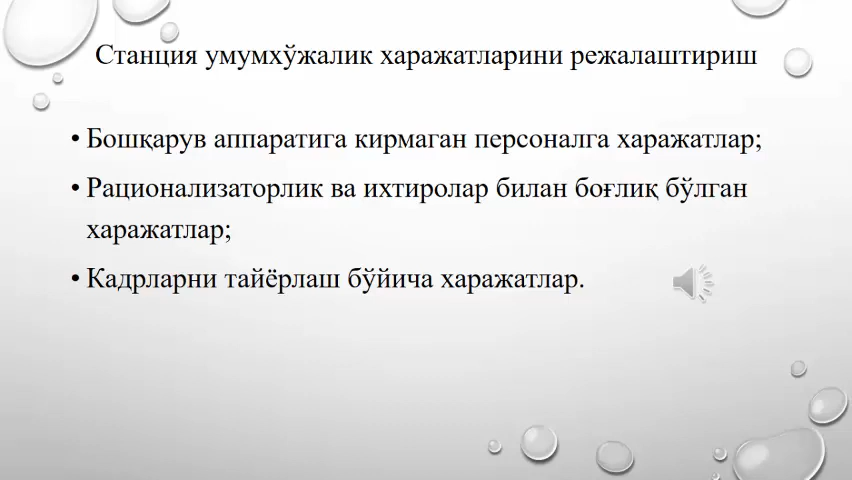 Станция умумхўжалик харажатларини режалаштириш
• Бошқарув аппаратига кирмаган персоналга харажатлар;
• Рационализаторлик ва ихтиролар билан боғлиқ бўлган
харажатлар;
• Кадрларни тайёрлаш бўйича харажатлар.